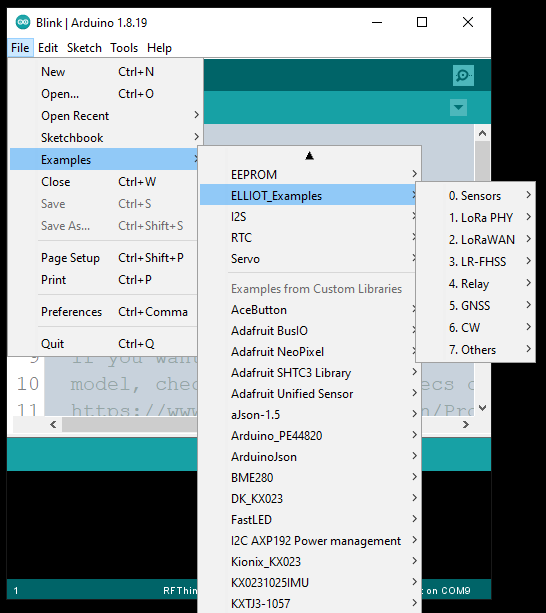 Blink | Arduino 1.8.19
File Edit Sketch Tools Help
New Ctrl+N
Open... Ctrl+O
Open Recent
Sketchbook
Examples
Close Ctrl+W
Save Ctrl+S
Save As... Ctrl+Shift+S
Page Setup Ctrl+Shift+P
Print Ctrl+P
Preferences Ctrl+Comma
Quit Ctrl+Q
EEPROM
ELLIOT_Examples
I2S
RTC
Servo
Examples from Custom Libraries
AceButton
Adafruit BusIO
Adafruit NeoPixel
Adafruit SHTC3 Library
Adafruit Unified Sensor
aJson-1.5
Arduino_PE44820
ArduinoJson
BME280
DK_KX023
FastLED
I2C AXP192 Power management
Kionix_KX023
KX0231025IMU
KXTJ3-1057
0. Sensors
1. LoRa PHY
2. LoRaWAN
3. LR-FHSS
4. Relay
5. GNSS
6. CW
7. Others
9 If you want
10 model, chec ecs o
11 https://www m/Pro
1 RFThin t on COM9